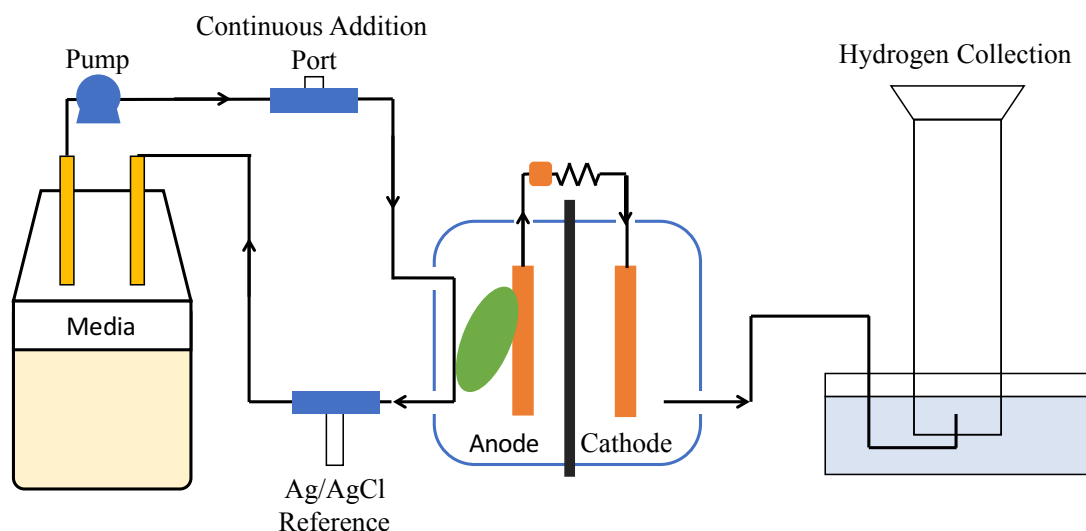 Continuous Addition
Port
Pump
Hydrogen Collection
Media
Anode
Cathode
Ag/AgCl
Reference